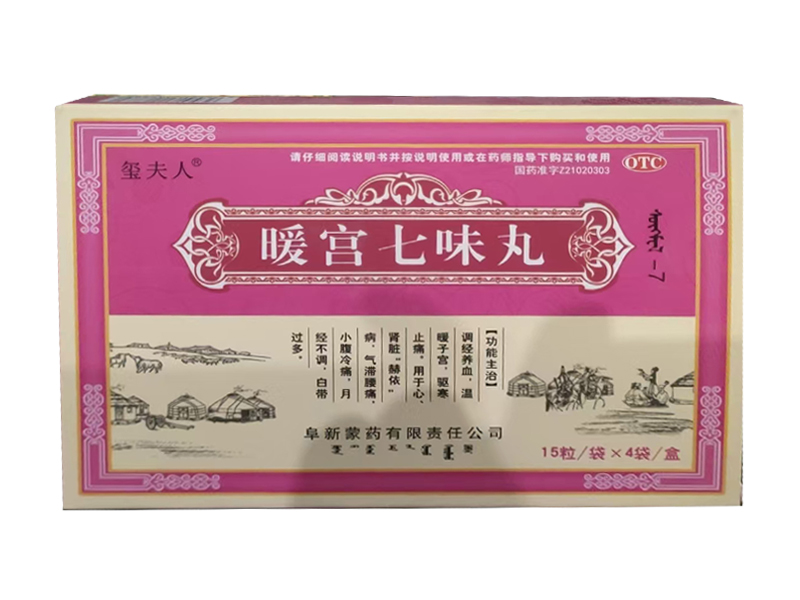 玺夫人®
请仔细阅读说明书并按说明使用或在药师指导下购买和使用
国药准字Z21020303
OTC
暖宫七味丸
-7
【功能主治】
调经养血,温
暖子宫,驱寒
止痛。用于心、
肾脏“赫依”
病,气滞腰痛,
小腹冷痛,月
经不调,白带
过多。
阜新蒙药有限责任公司
15粒/袋×4袋/盒